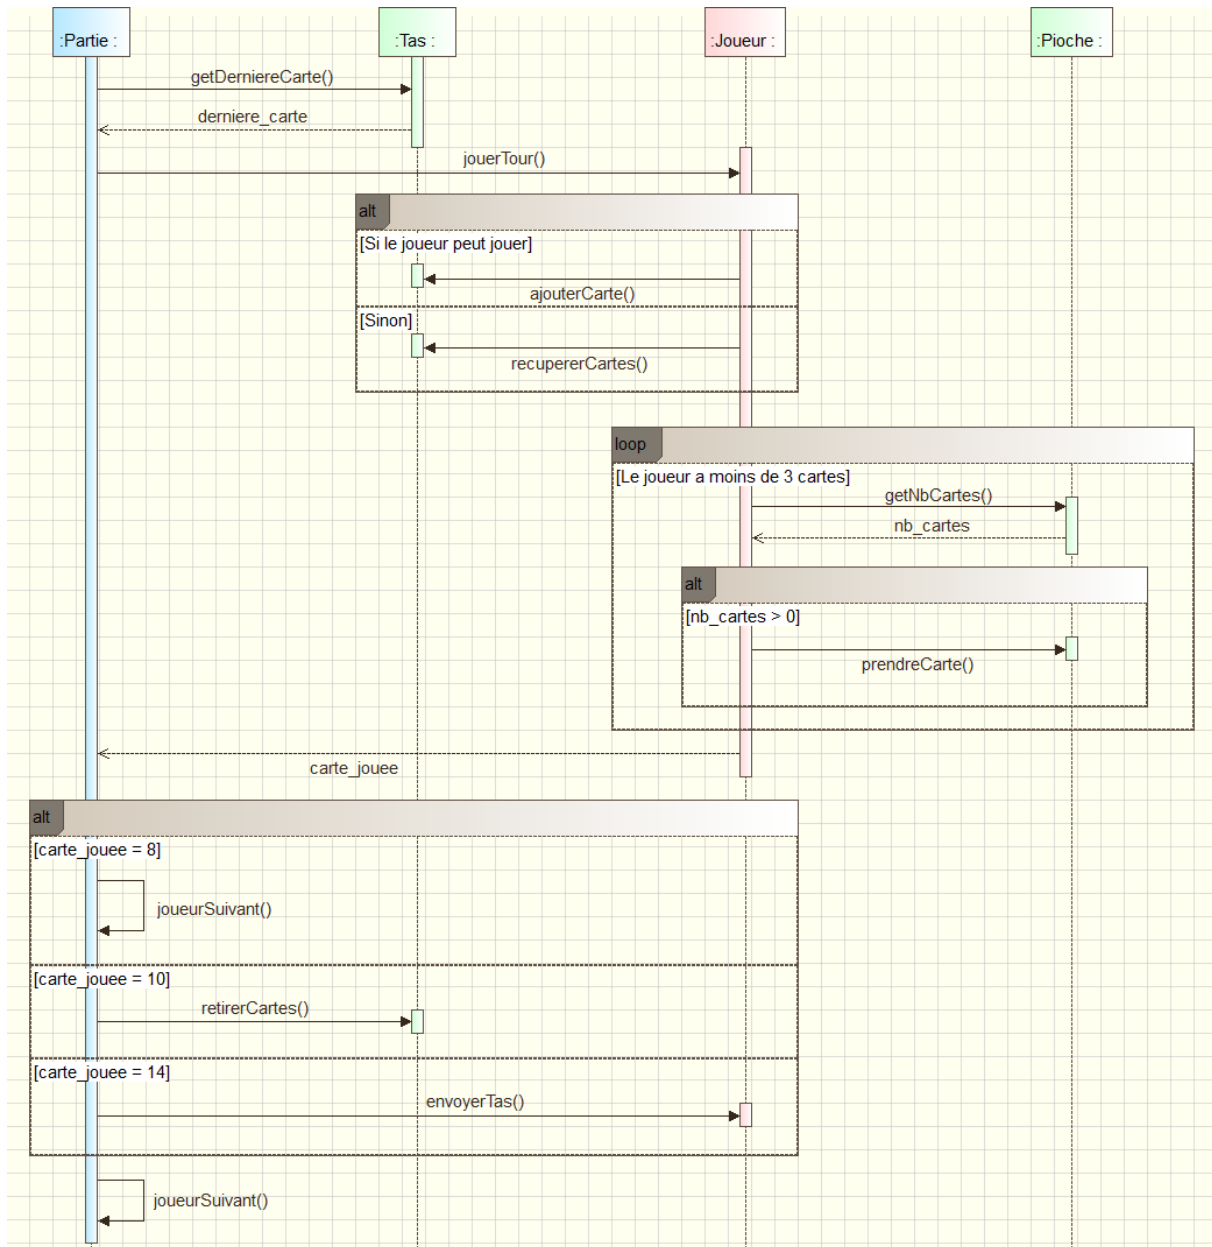 :Partie :
:Tas :
:Joueur :
:Pioche :
getDerniereCarte()
derniere_carte
jouerTour()
alt
[Si le joueur peut jouer]
ajouterCarte()
[Sinon]
recupererCartes()
loop
[Le joueur a moins de 3 cartes]
getNbCartes()
nb_cartes
alt
[nb_cartes > 0]
prendreCarte()
carte_jouee
alt
[carte_jouee = 8]
joueurSuivant()
[carte_jouee = 10]
retirerCartes()
[carte_jouee = 14]
envoyerTas()
joueurSuivant()